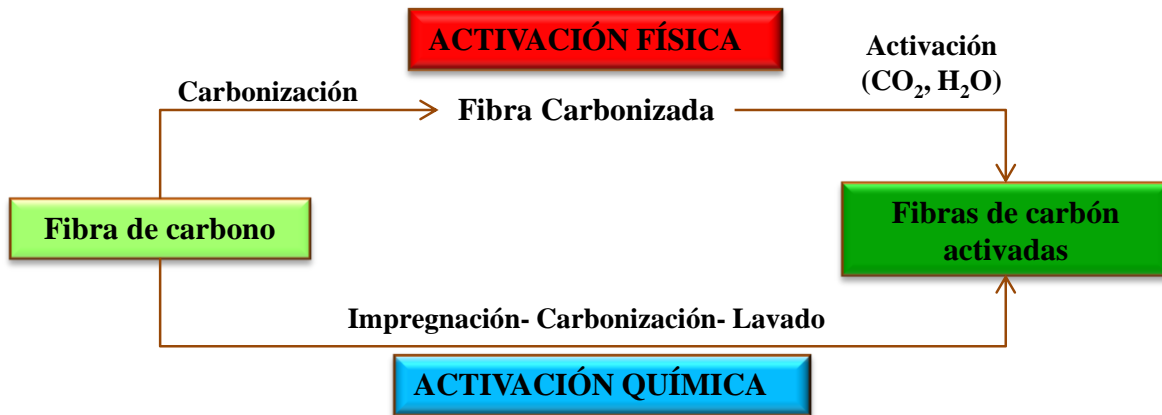 ACTIVACIÓN FÍSICA
Activación
(CO₂, H₂O)
Carbonización
Fibra Carbonizada
Fibra de carbono
Fibras de carbón
activadas
Impregnación- Carbonización- Lavado
ACTIVACIÓN QUÍMICA